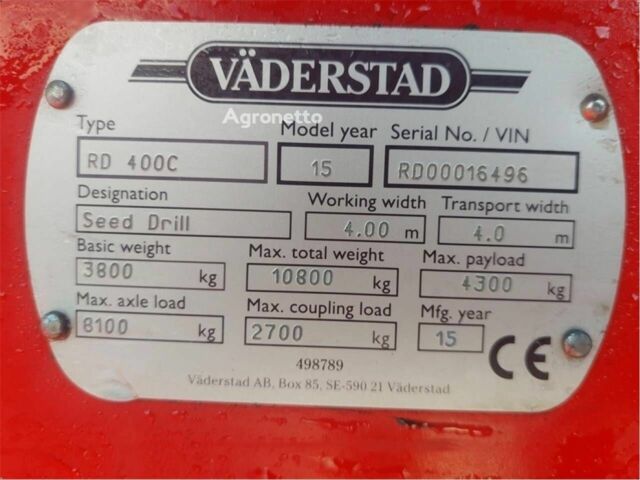 VÄDERSTAD
Agronetto
Type Model year Serial No. / VIN
RD 400C 15 RD00016496
Designation Working width Transport width
Seed Drill 4.00 m 4.0 m
Basic weight Max. total weight Max. payload
3800 kg 10800 kg 4300 kg
Max. axle load Max. coupling load Mfg. year
8100 kg 2700 kg 15 CE
498789
Väderstad AB, Box 85, SE-590 21 Väderstad